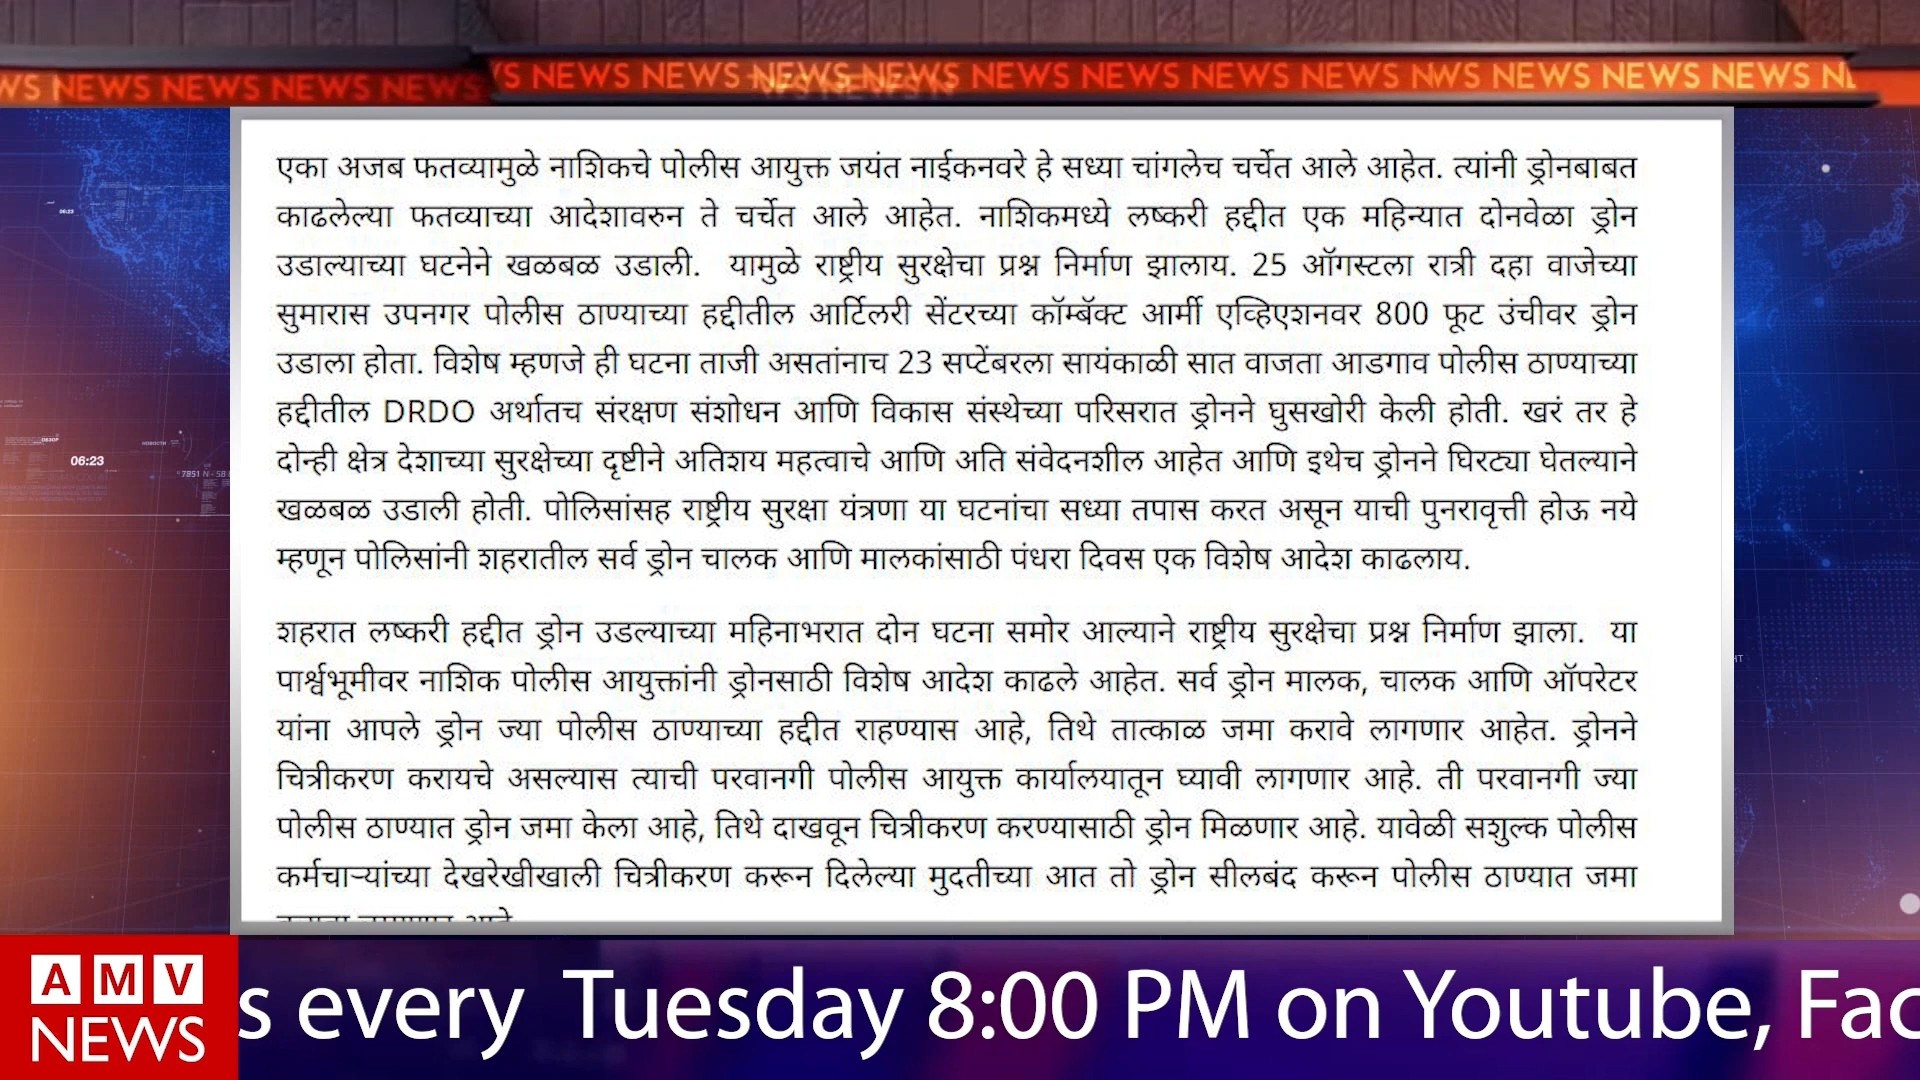 WS NEWS NEWS NEWS NEWS NEWS
'S NEWS NEWS NEWS NEWS NEWS NEWS NEWS NEWS NWS NEWS NEWS NEWS NE
एका अजब फतव्यामुळे नाशिकचे पोलीस आयुक्त जयंत नाईकनवरे हे सध्या चांगलेच चर्चेत आले आहेत. त्यांनी ड्रोनबाबत
काढलेल्या फतव्याच्या आदेशावरुन ते चर्चेत आले आहेत. नाशिकमध्ये लष्करी हद्दीत एक महिन्यात दोनवेळा ड्रोन
उडाल्याच्या घटनेने खळबळ उडाली. यामुळे राष्ट्रीय सुरक्षेचा प्रश्न निर्माण झालाय. 25 ऑगस्टला रात्री दहा वाजेच्या
सुमारास उपनगर पोलीस ठाण्याच्या हद्दीतील आर्टिलरी सेंटरच्या कॉम्बॅक्ट आर्मी एव्हिएशनवर 800 फूट उंचीवर ड्रोन
उडाला होता. विशेष म्हणजे ही घटना ताजी असतांनाच 23 सप्टेंबरला सायंकाळी सात वाजता आडगाव पोलीस ठाण्याच्या
हद्दीतील DRDO अर्थातच संरक्षण संशोधन आणि विकास संस्थेच्या परिसरात ड्रोनने घुसखोरी केली होती. खरं तर हे
दोन्ही क्षेत्र देशाच्या सुरक्षेच्या दृष्टीने अतिशय महत्वाचे आणि अति संवेदनशील आहेत आणि इथेच ड्रोनने घिरट्या घेतल्याने
खळबळ उडाली होती. पोलिसांसह राष्ट्रीय सुरक्षा यंत्रणा या घटनांचा सध्या तपास करत असून याची पुनरावृत्ती होऊ नये
म्हणून पोलिसांनी शहरातील सर्व ड्रोन चालक आणि मालकांसाठी पंधरा दिवस एक विशेष आदेश काढलाय.
शहरात लष्करी हद्दीत ड्रोन उडल्याच्या महिनाभरात दोन घटना समोर आल्याने राष्ट्रीय सुरक्षेचा प्रश्न निर्माण झाला. या
पार्श्वभूमीवर नाशिक पोलीस आयुक्तांनी ड्रोनसाठी विशेष आदेश काढले आहेत. सर्व ड्रोन मालक, चालक आणि ऑपरेटर
यांना आपले ड्रोन ज्या पोलीस ठाण्याच्या हद्दीत राहण्यास आहे, तिथे तात्काळ जमा करावे लागणार आहेत. ड्रोनने
चित्रीकरण करायचे असल्यास त्याची परवानगी पोलीस आयुक्त कार्यालयातून घ्यावी लागणार आहे. ती परवानगी ज्या
पोलीस ठाण्यात ड्रोन जमा केला आहे, तिथे दाखवून चित्रीकरण करण्यासाठी ड्रोन मिळणार आहे. यावेळी सशुल्क पोलीस
कर्मचाऱ्यांच्या देखरेखीखाली चित्रीकरण करून दिलेल्या मुदतीच्या आत तो ड्रोन सीलबंद करून पोलीस ठाण्यात जमा
06:23
06:23
НОВОСТИ
AMV
NEWS
s every Tuesday 8:00 PM on Youtube, Fac